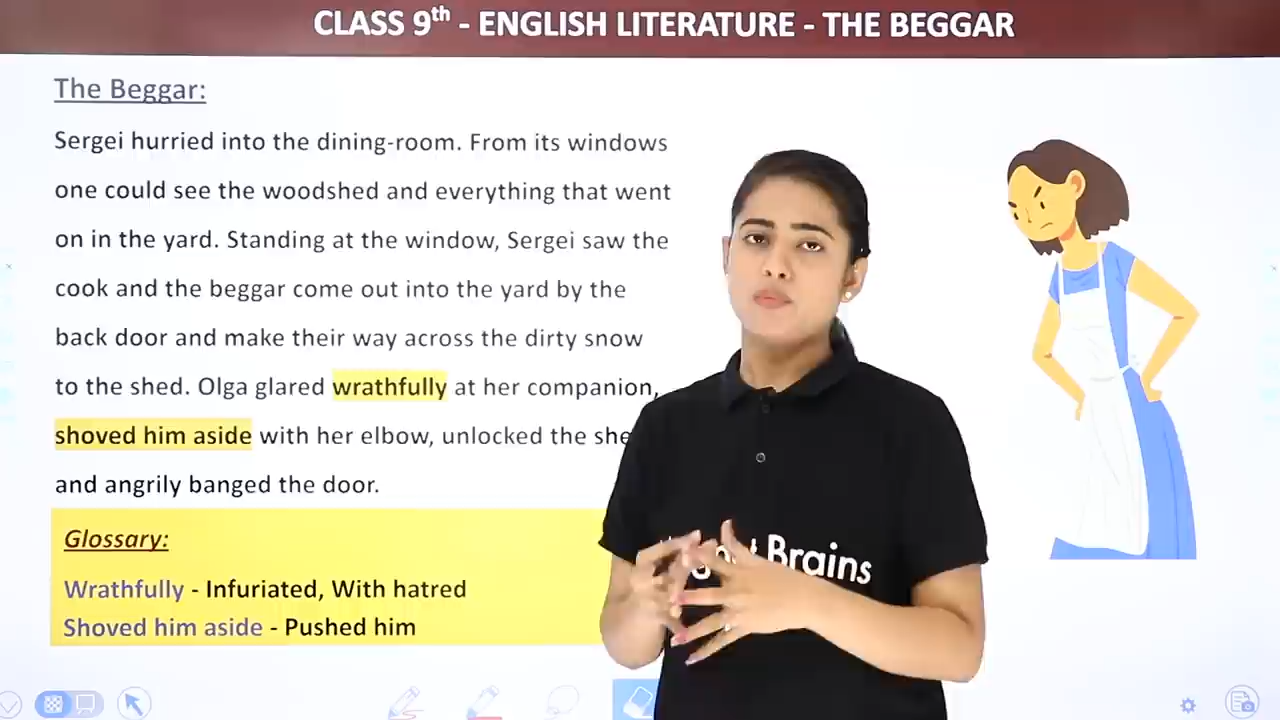 CLASS 9th - ENGLISH LITERATURE - THE BEGGAR
The Beggar:
Sergei hurried into the dining-room. From its windows
one could see the woodshed and everything that went
on in the yard. Standing at the window, Sergei saw the
cook and the beggar come out into the yard by the
back door and make their way across the dirty snow
to the shed. Olga glared wrathfully at her companion,
shoved him aside with her elbow, unlocked the
and angrily banged the door.
Glossary:
Wrathfully - Infuriated, With hatred
Shoved him aside - Pushed him
Brains